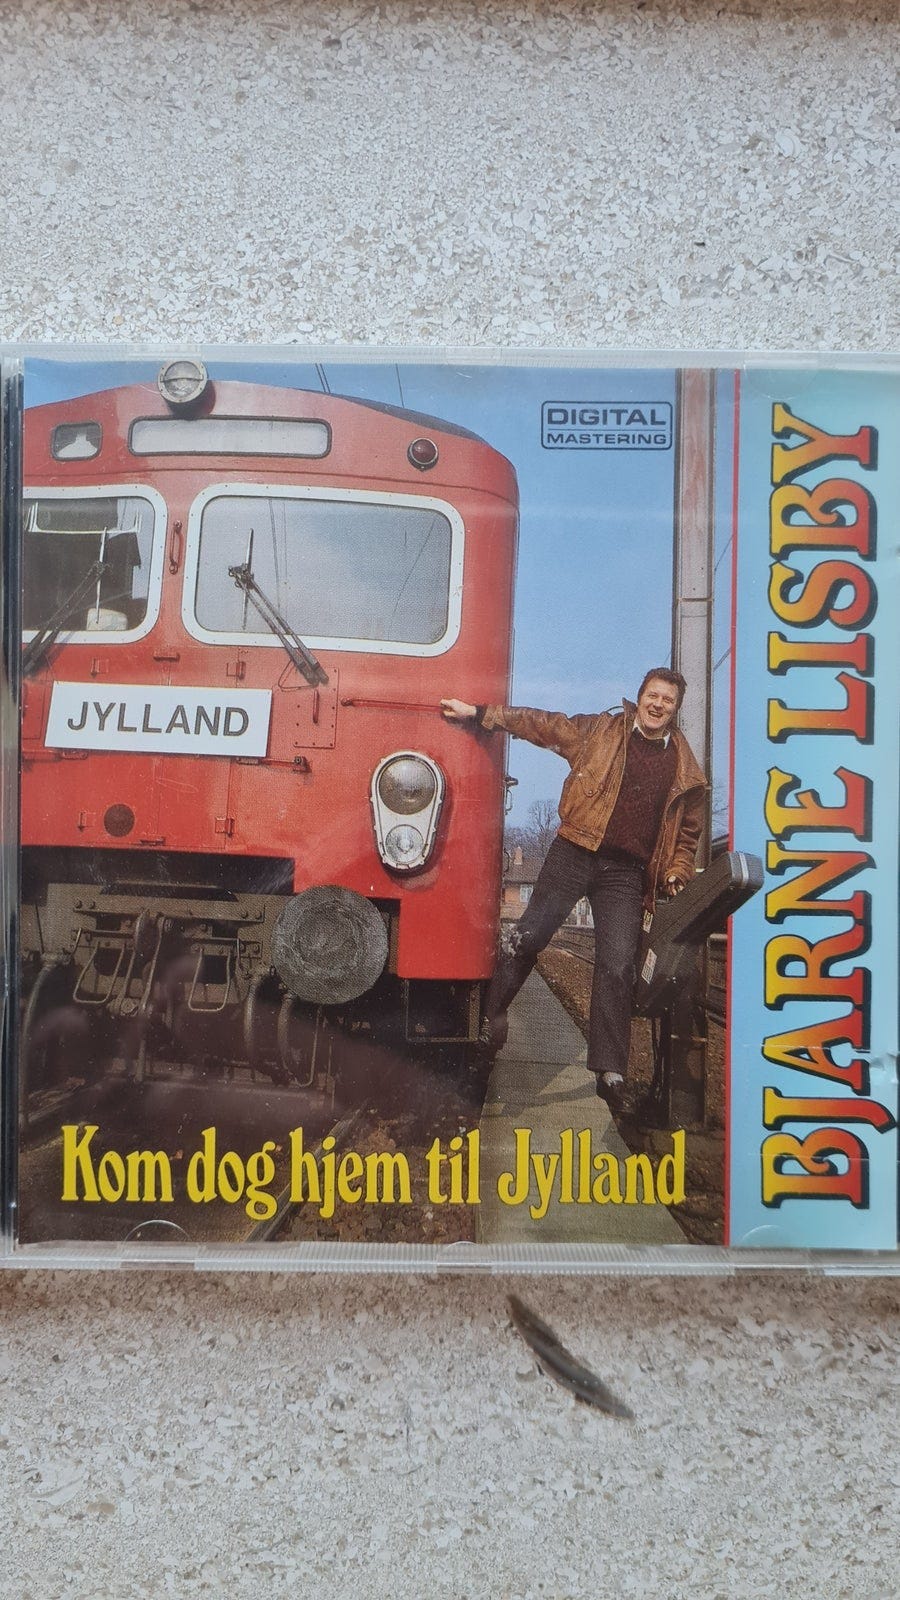 DIGITAL
MASTERING
JYLLAND
Kom dog hjem til Jylland
BJARNE LISBY